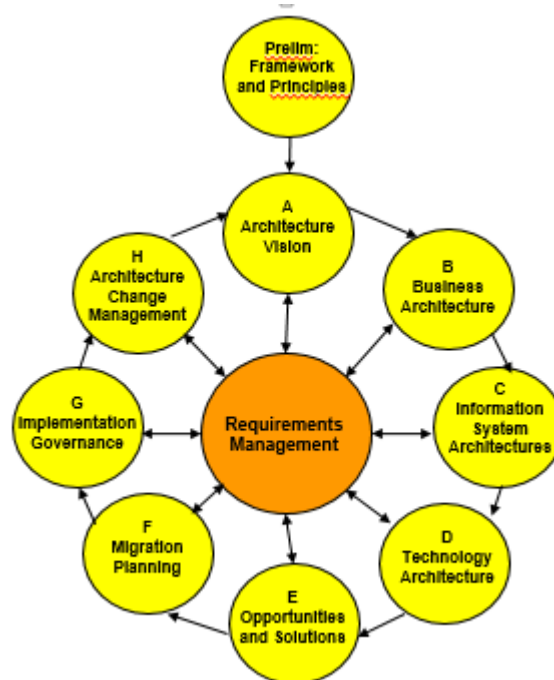 Prelim:
Framework
and Principles
A
Architecture
Vision
B
Business
Architecture
C
Information
System
Architectures
D
Technology
Architecture
E
Opportunities
and Solutions
F
Migration
Planning
G
Implementation
Governance
H
Architecture
Change
Management
Requirements
Management